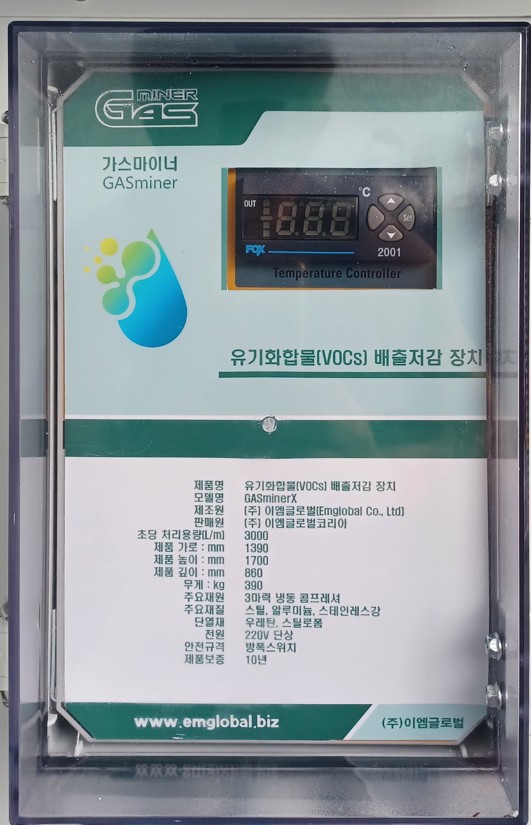 MINER
GAS
가스마이너
GASminer
OUT
°C
8.8.8
Set
FOX
2001
Temperature Controller
유기화합물(VOCs) 배출저감 장치
제품명 유기화합물(VOCs) 배출저감 장치
모델명 GASminerX
제조원 (주) 이엠글로벌(Emglobal Co., Ltd)
판매원 (주) 이엠글로벌코리아
초당 처리용량(L/m) 3000
제품 가로 : mm 1390
제품 높이 : mm 1700
제품 깊이 : mm 860
무게 : kg 390
주요재원 3마력 냉동 콤프레셔
주요재질 스틸, 알루미늄, 스테인레스강
단열재 우레탄, 스틸로폼
전원 220V 단상
안전규격 방폭스위치
제품보증 10년
www.emglobal.biz
(주)이엠글로벌